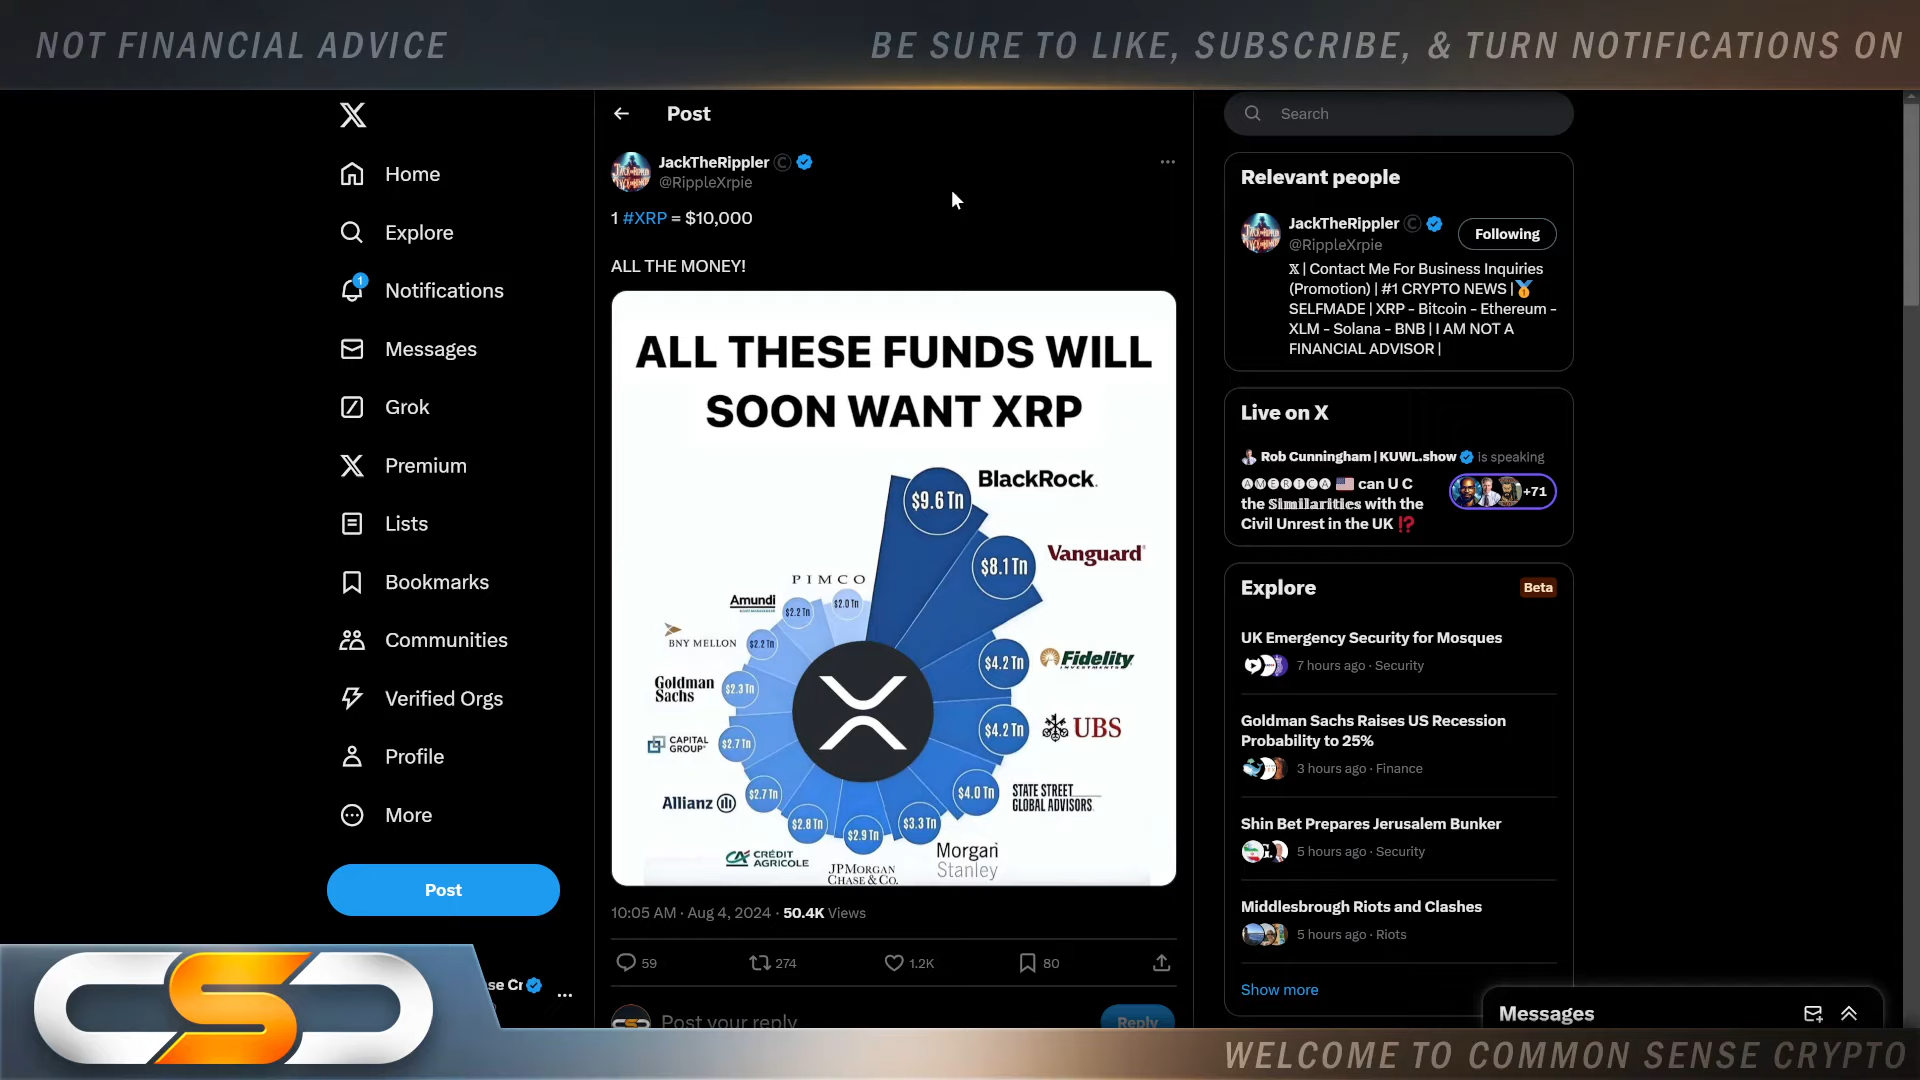 NOT FINANCIAL ADVICE
BE SURE TO LIKE, SUBSCRIBE, & TURN NOTIFICATIONS ON
Home
Explore
1
Notifications
Messages
Grok
Premium
Lists
Bookmarks
Communities
Verified Orgs
Profile
More
Post
se Cr
Post
JackTheRippler ©
@RippleXrpie
1 #XRP = $10,000
ALL THE MONEY!
ALL THESE FUNDS WILL
SOON WANT XRP
$9.6 Tn
BlackRock.
$8.1 Tn
Vanguard
$4.2 Tn
Fidelity
INVESTMENTS
$4.2 Tn
UBS
$4.0 Tn
STATE STREET
GLOBAL ADVISORS
$3.3 Tn
Morgan
Stanley
$2.9 Tn
JPMORGAN
CHASE & CO.
$2.8 Tn
CRÉDIT
AGRICOLE
$2.7 Tn
Allianz
$2.7 Tn
CAPITAL
GROUP
$2.3 Tn
Goldman
Sachs
$2.2 Tn
BNY MELLON
$2.2 Tn
Amundi
$2.0 Tn
PIMCO
10:05 AM · Aug 4, 2024 · 50.4K Views
59
274
1.2K
80
Post your reply
Reply
Search
Relevant people
JackTheRippler ©
@RippleXrpie
Following
𝕏 | Contact Me For Business Inquiries
(Promotion) | #1 CRYPTO NEWS |🥇
SELFMADE | XRP - Bitcoin - Ethereum -
XLM - Solana - BNB | I AM NOT A
FINANCIAL ADVISOR |
Live on X
Rob Cunningham | KUWL.show is speaking
🅐🅜🅔🅡🅘🅒🅐 🇺🇸 can U C
the 𝕊𝕚𝕞𝕚𝕝𝕒𝕣𝕚𝕥𝕚𝕖𝕤 with the
Civil Unrest in the UK ⁉️
+71
Explore
Beta
UK Emergency Security for Mosques
7 hours ago · Security
Goldman Sachs Raises US Recession
Probability to 25%
3 hours ago · Finance
Shin Bet Prepares Jerusalem Bunker
5 hours ago · Security
Middlesbrough Riots and Clashes
5 hours ago · Riots
Show more
Messages
CSC
WELCOME TO COMMON SENSE CRYPTO